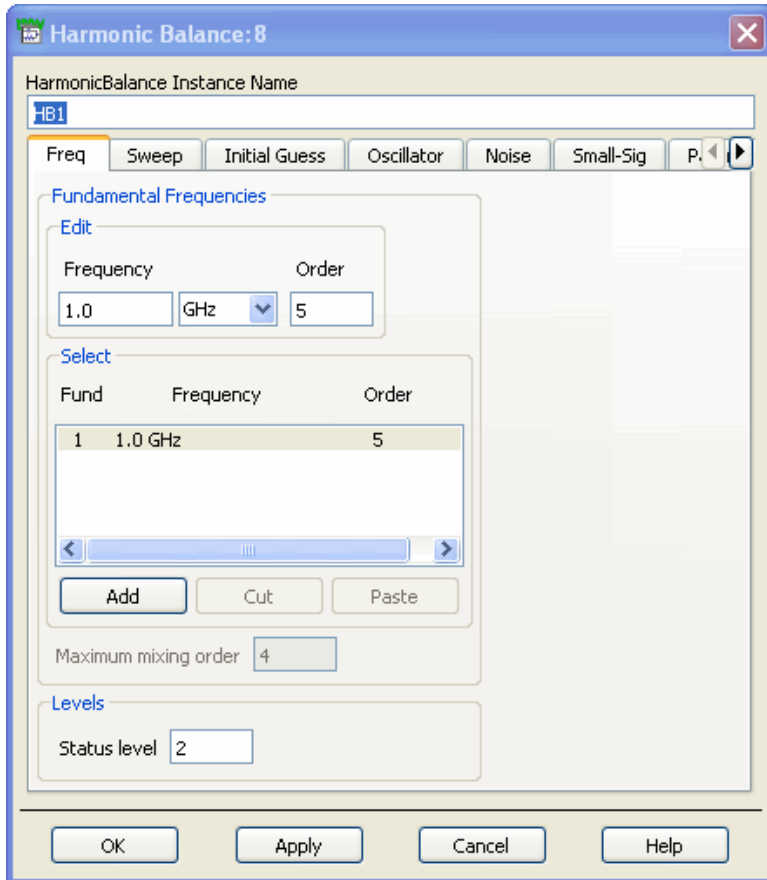 Harmonic Balance:8
HarmonicBalance Instance Name
HB1
Freq Sweep Initial Guess Oscillator Noise Small-Sig
Fundamental Frequencies
Edit
Frequency Order
1.0 GHz 5
Select
Fund Frequency Order
1 1.0 GHz 5
Add Cut Paste
Maximum mixing order 4
Levels
Status level 2
OK Apply Cancel Help